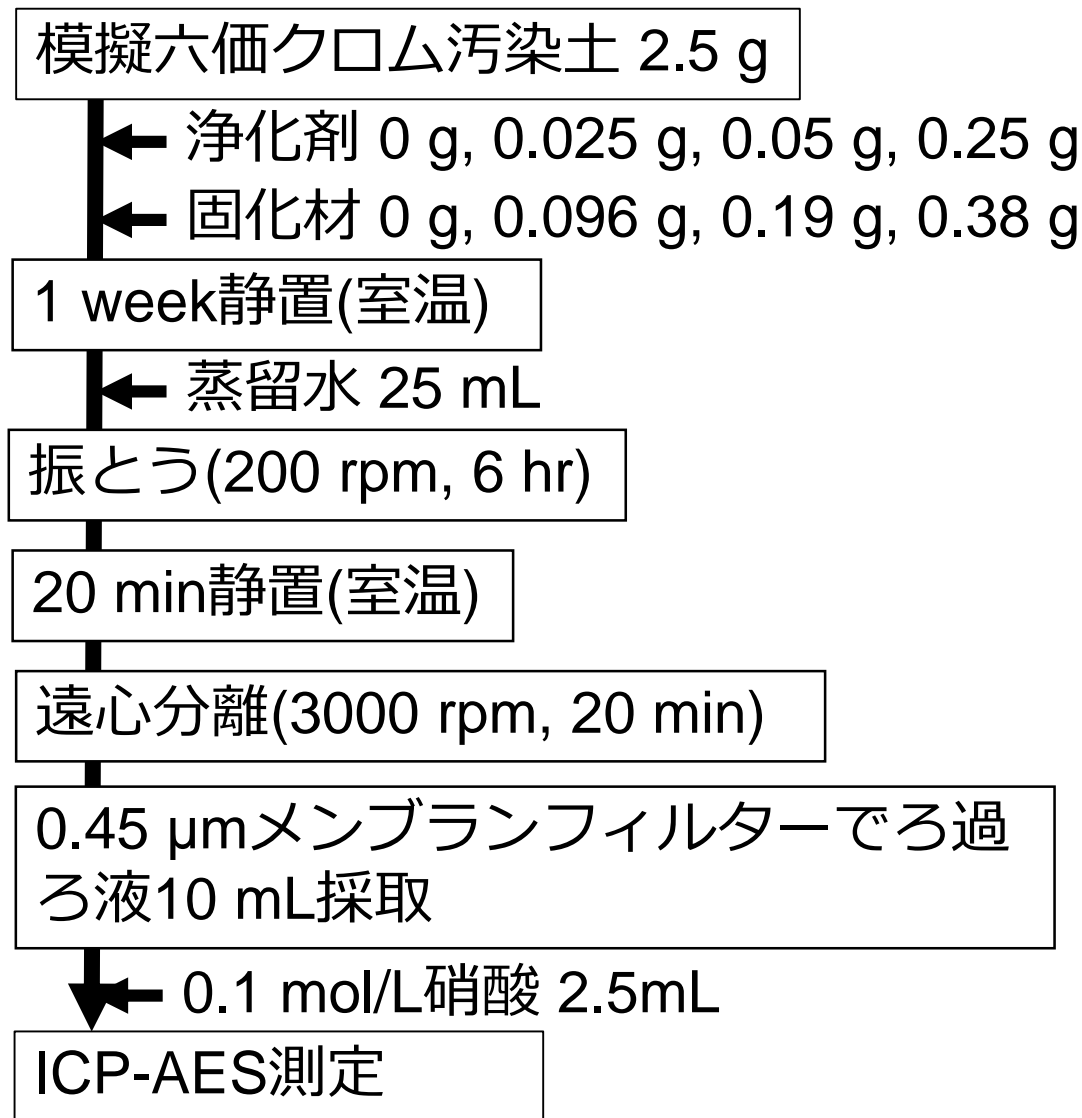 模擬六価クロム汚染土 2.5 g
浄化剤 0 g, 0.025 g, 0.05 g, 0.25 g
固化材 0 g, 0.096 g, 0.19 g, 0.38 g
1 week静置(室温)
蒸留水 25 mL
振とう(200 rpm, 6 hr)
20 min静置(室温)
遠心分離(3000 rpm, 20 min)
0.45 μmメンブランフィルターでろ過
ろ液10 mL採取
0.1 mol/L硝酸 2.5mL
ICP-AES測定